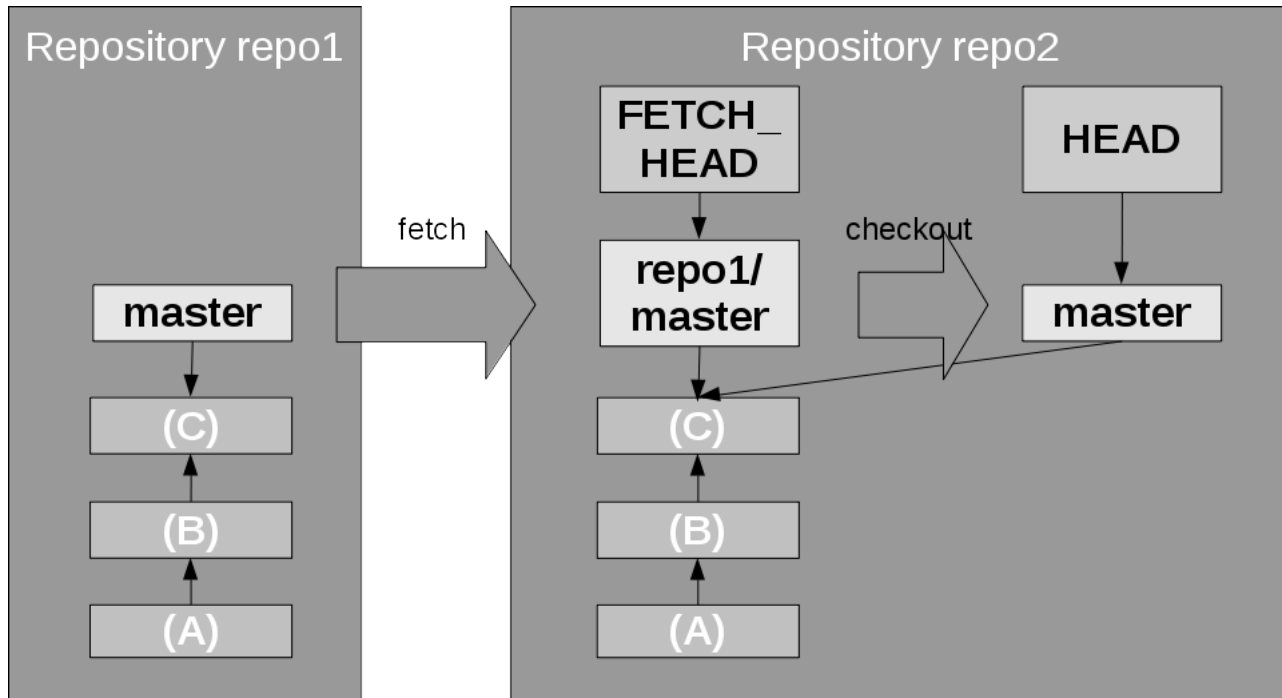 Repository repo1
master
(C)
(B)
(A)
fetch
Repository repo2
FETCH_
HEAD
repo1/
master
(C)
(B)
(A)
checkout
HEAD
master